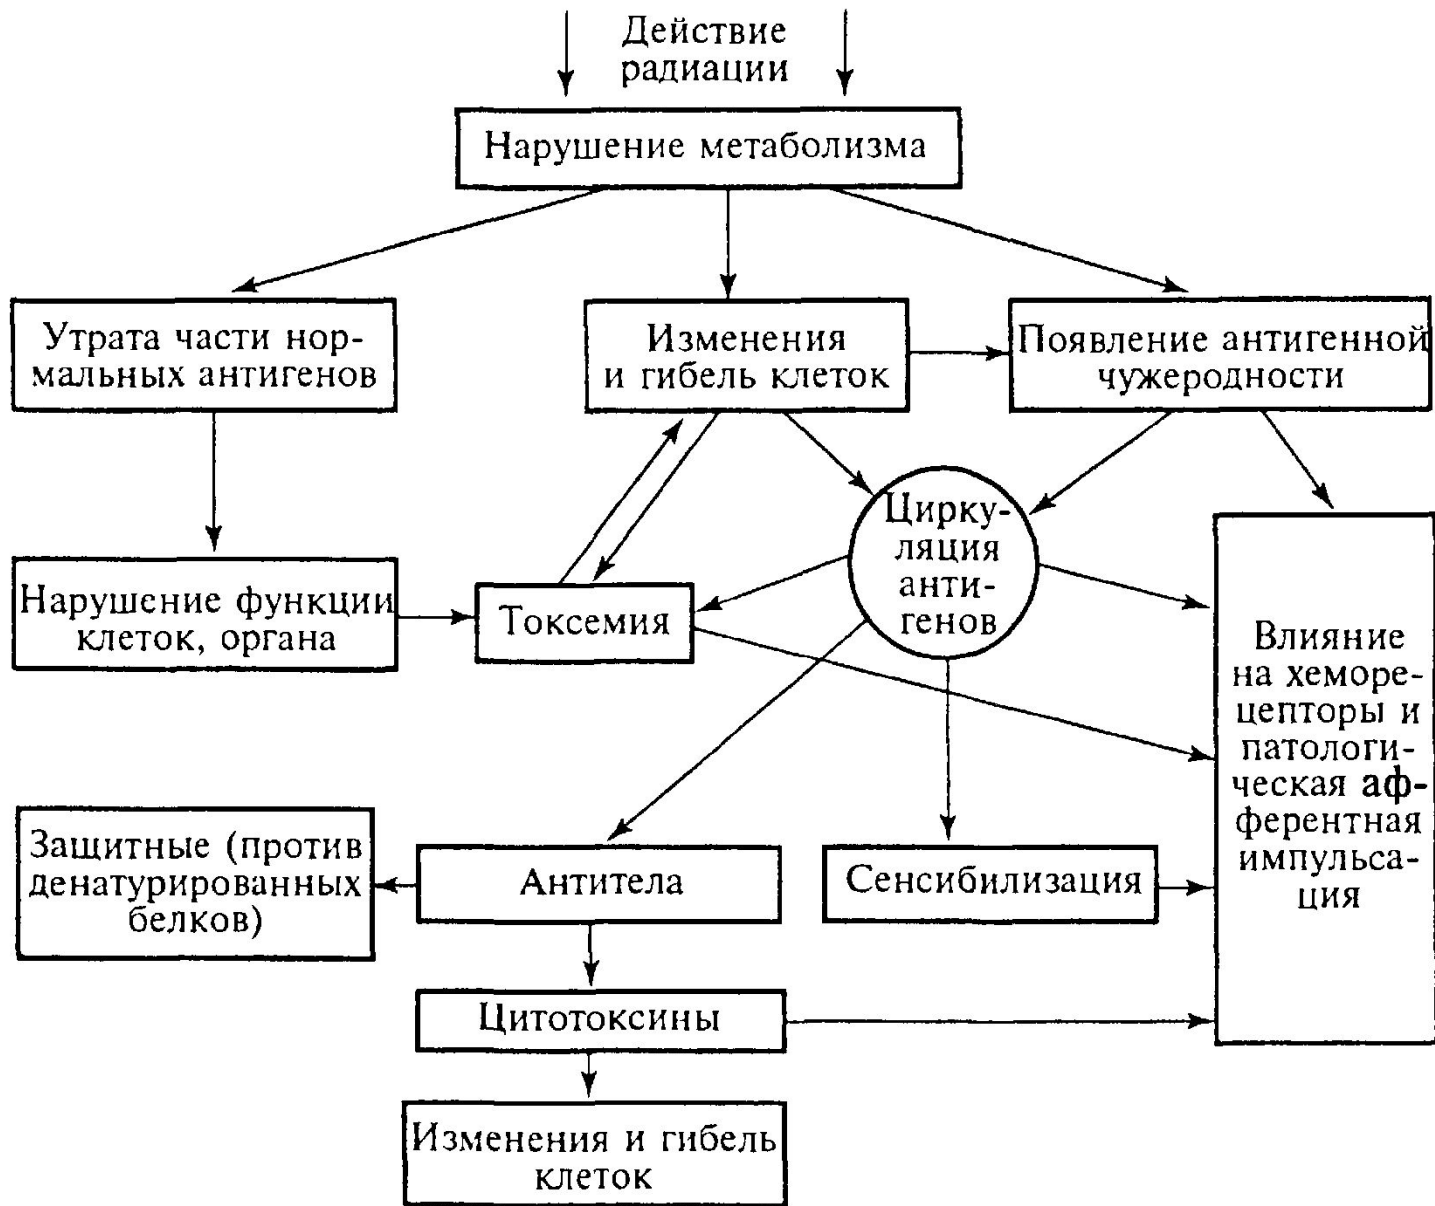 Действие
радиации
Нарушение метаболизма
Утрата части нор-
мальных антигенов
Изменения
и гибель клеток
Появление антигенной
чужеродности
Цирку-
ляция
анти-
генов
Нарушение функции
клеток, органа
Токсемия
Влияние
на хеморе-
цепторы и
патологи-
ческая аф-
ферентная
импульса-
ция
Защитные (против
денатурированных
белков)
Антитела
Сенсибилизация
Цитотоксины
Изменения и гибель
клеток